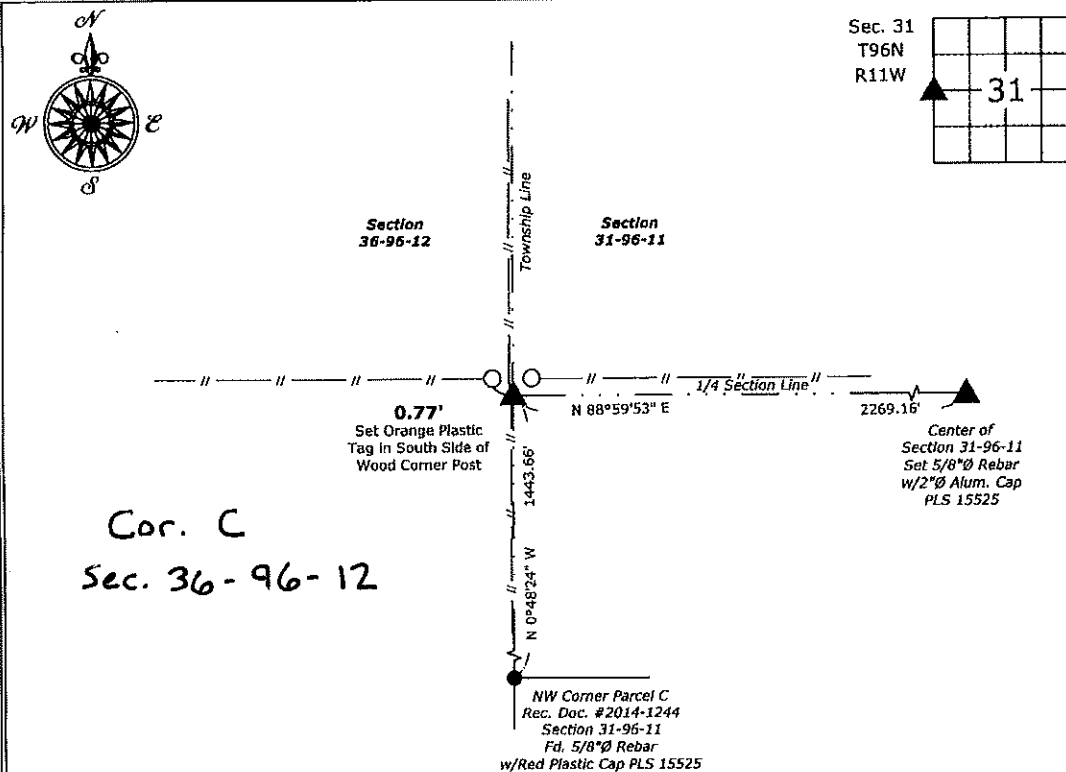 N
W
E
S
Sec. 31
T96N
R11W
31
Section
36-96-12
Township Line
Section
31-96-11
1/4 Section Line
N 88°59'53" E
2269.16'
0.77'
Set Orange Plastic
Tag in South Side of
Wood Corner Post
Center of
Section 31-96-11
Set 5/8"Ø Rebar
w/2"Ø Alum. Cap
PLS 15525
1443.66'
N 0°48'24" W
Cor. C
Sec. 36-96-12
NW Corner Parcel C
Rec. Doc. #2014-1244
Section 31-96-11
Fd. 5/8"Ø Rebar
w/Red Plastic Cap PLS 15525